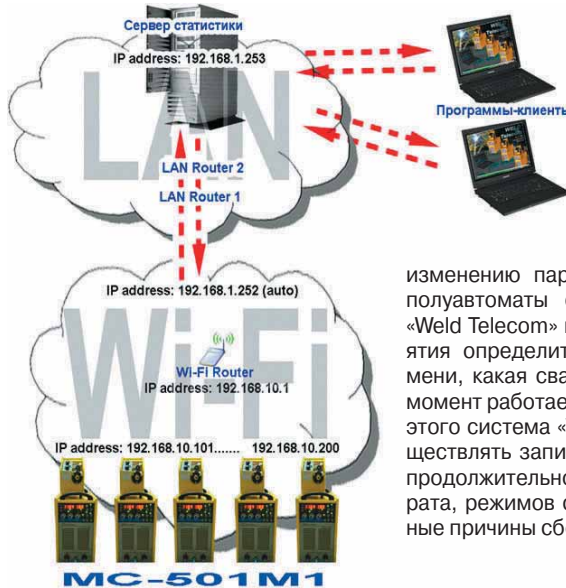 Сервер статистики
IP address: 192.168.1.253
LAN
Программы-клиенты
LAN Router 2
LAN Router 1
IP address: 192.168.1.252 (auto)
Wi-Fi
Wi-Fi Router
IP address: 192.168.10.1
IP address: 192.168.10.101....... 192.168.10.200
MC-501M1
изменению пар
полуавтоматы
«Weld Telecom»
ятия определит
мени, какая сва
момент работае
этого система «
ществлять запи
продолжительно
рата, режимов
ные причины сбо